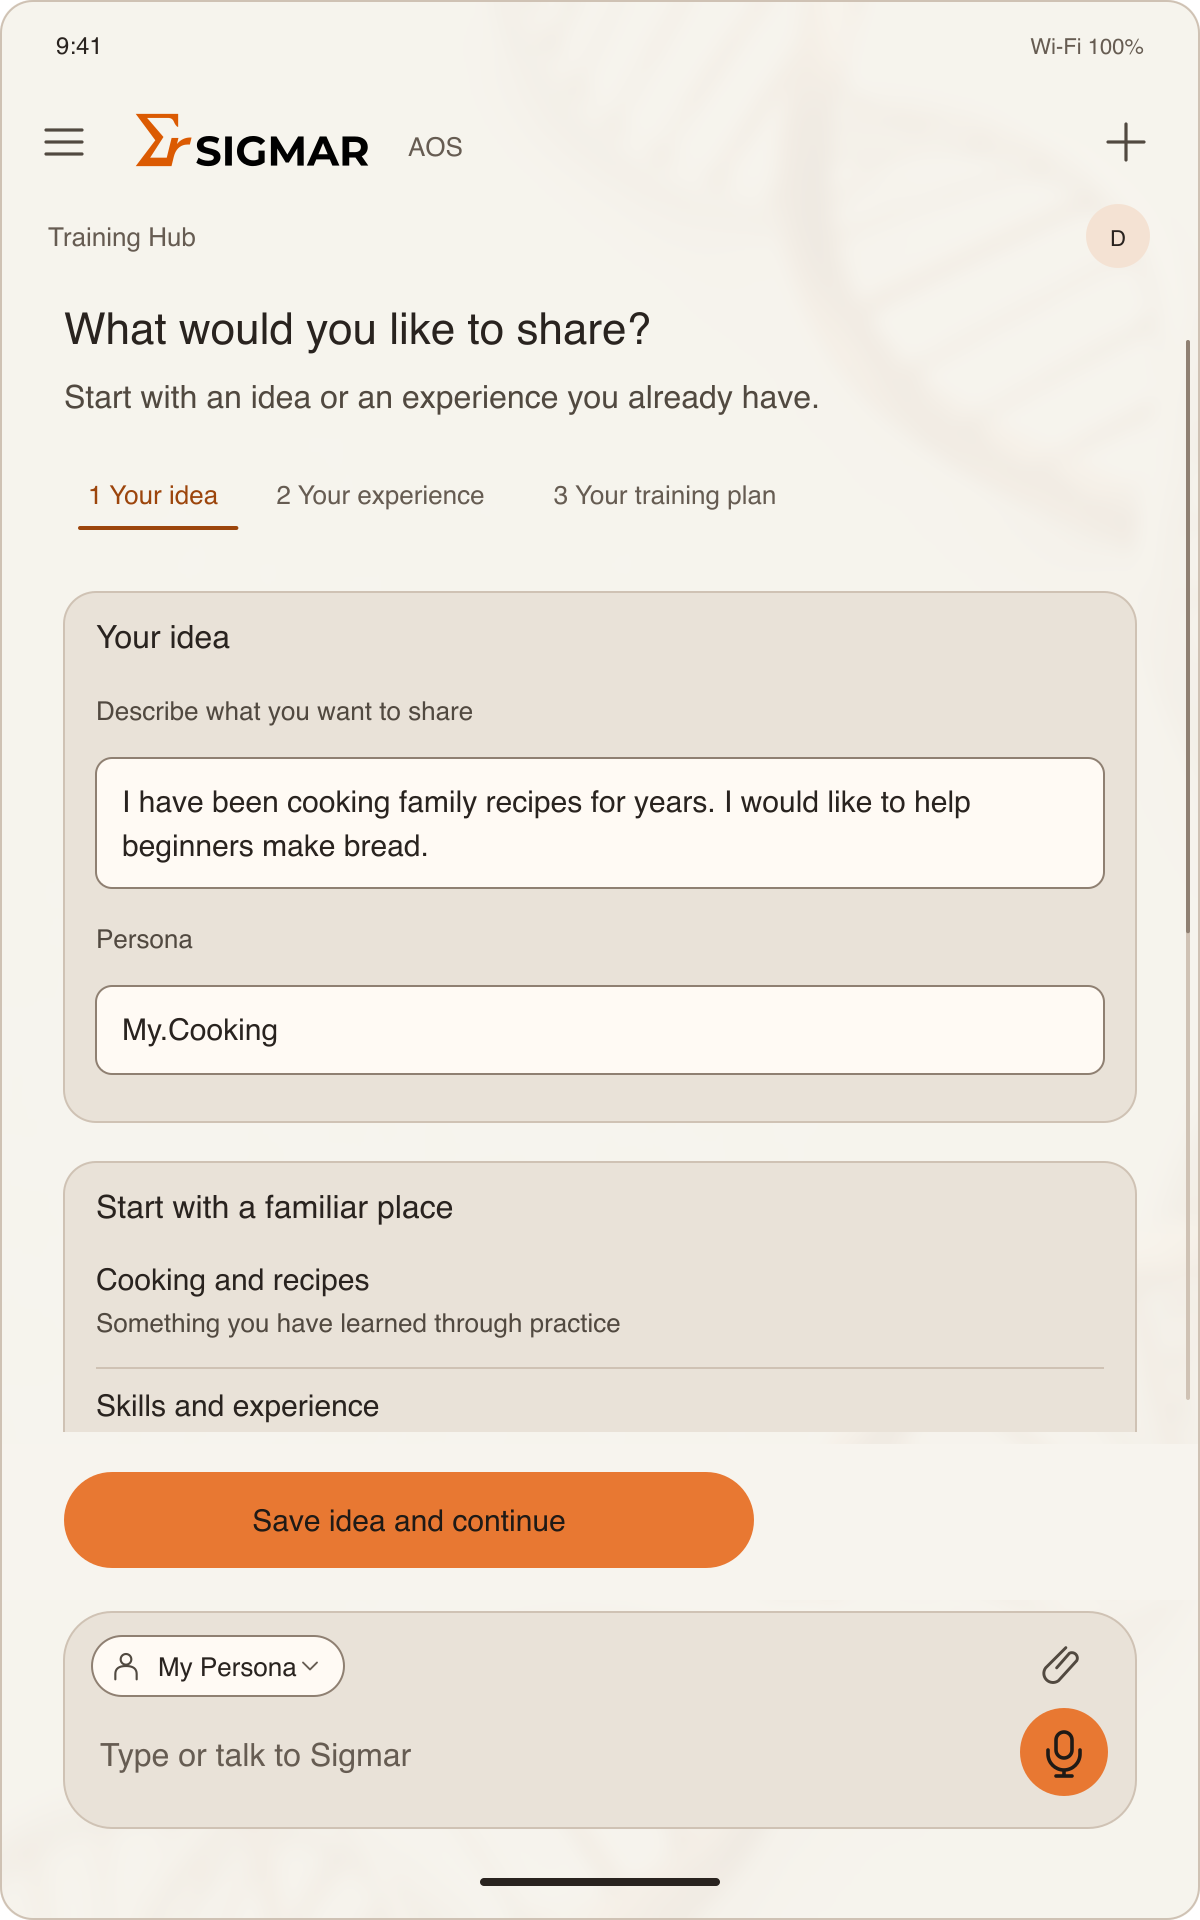 9:41
Wi-Fi 100%
Σr SIGMAR AOS
Training Hub
D
What would you like to share?
Start with an idea or an experience you already have.
1 Your idea
2 Your experience
3 Your training plan
Your idea
Describe what you want to share
I have been cooking family recipes for years. I would like to help
beginners make bread.
Persona
My.Cooking
Start with a familiar place
Cooking and recipes
Something you have learned through practice
Skills and experience
Save idea and continue
My Persona
Type or talk to Sigmar